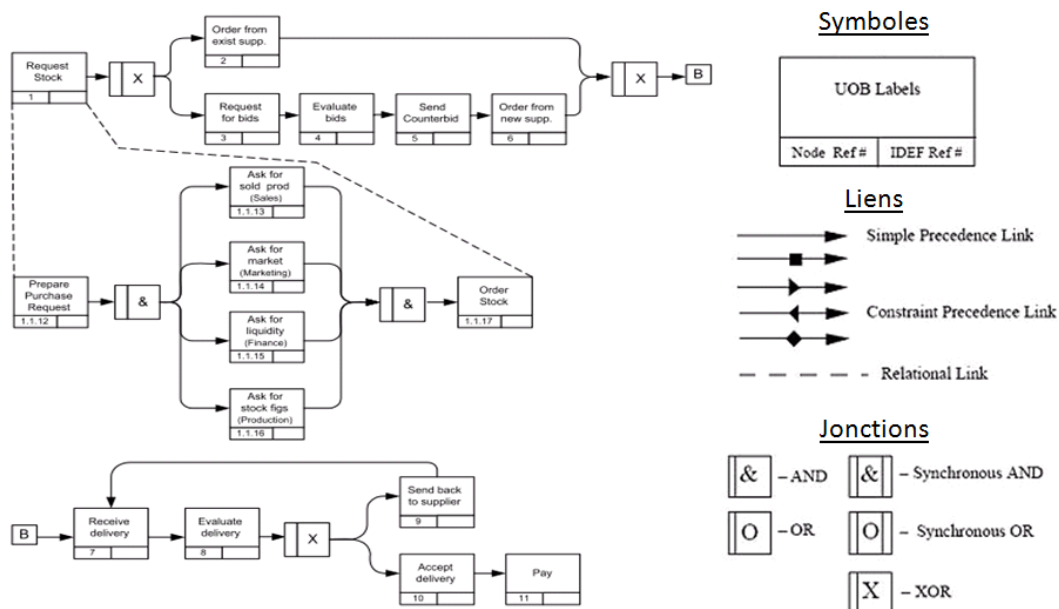 Request
Stock
1
X
Order from
exist supp.
2
Request
for bids
3
Evaluate
bids
4
Send
Counterbid
5
Order from
new supp.
6
X
B
Prepare
Purchase
Request
1.1.12
&
Ask for
sold prod
(Sales)
1.1.13
Ask for
market
(Marketing)
1.1.14
Ask for
liquidity
(Finance)
1.1.15
Ask for
stock figs
(Production)
1.1.16
&
Order
Stock
1.1.17
B
Receive
delivery
7
Evaluate
delivery
8
X
Send back
to supplier
9
Accept
delivery
10
Pay
11
Symboles
UOB Labels
Node Ref # IDEF Ref #
Liens
Simple Precedence Link
Constraint Precedence Link
Relational Link
Jonctions
& – AND
& – Synchronous AND
O – OR
O – Synchronous OR
X – XOR